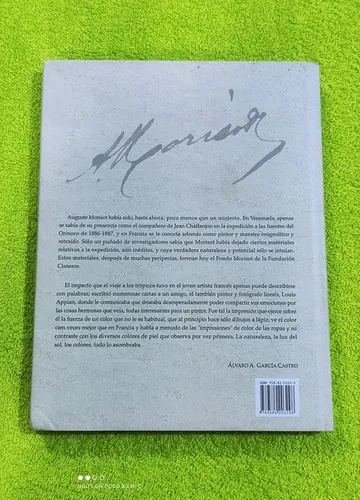 A. Morisot
Auguste Morisot había sido, hasta ahora, poco menos que un misterio. En Venezuela, apenas
se sabía de su presencia como el compañero de Jean Chaffanjon en la expedición a las fuentes del
Orinoco de 1886-1887, y en Francia se le conocía además como pintor y maestro enigmático y
retraído. Sólo un puñado de investigadores sabía que Morisot había dejado ciertos materiales
relativos a la expedición, aún inéditos, y cuya verdadera naturaleza y potencial sólo se intuían.
Estos materiales, después de muchas peripecias, forman hoy el Fondo Morisot de la Fundación
Cisneros.
El impacto que el viaje a los trópicos tuvo en el joven artista francés apenas puede describirse
con palabras; escribió numerosas cartas a un amigo, el también pintor y fotógrafo lionés, Louis
Appian, donde le comunicaba que deseaba desesperadamente poder compartir sus emociones por
las cosas hermosas que veía, todas interesantes para un pintor. Fue tal la impresión que ejerce sobre
él la fuerza de un color que no le es habitual, que al principio hace sólo dibujos a lápiz; ve el color
cien veces mejor que en Francia y habla a menudo de las "impresiones" de color de las ropas y su
contraste con los diversos colores de piel que observa por vez primera. La naturaleza, la luz
del sol, los colores, todo lo asombraba.
ÁLVARO A. GARCÍA CASTRO